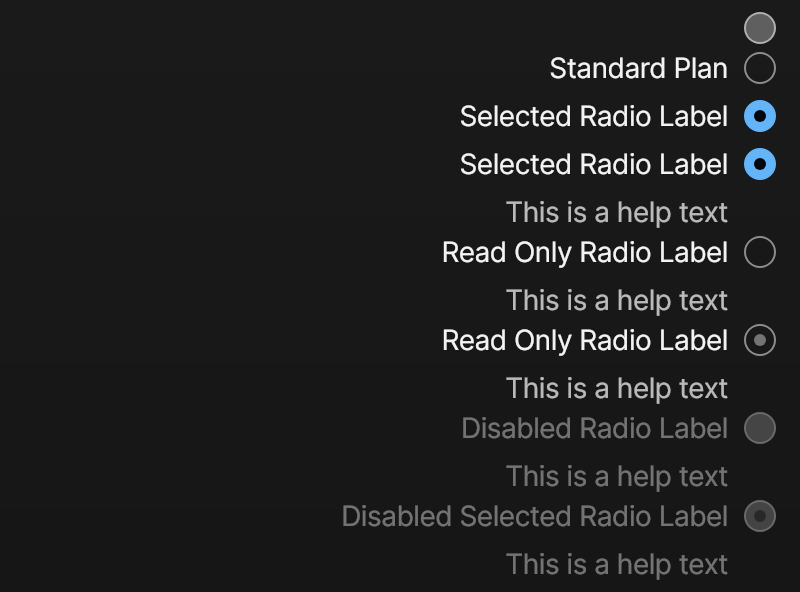 Standard Plan
Selected Radio Label
Selected Radio Label
This is a help text
Read Only Radio Label
This is a help text
Read Only Radio Label
This is a help text
Disabled Radio Label
This is a help text
Disabled Selected Radio Label
This is a help text